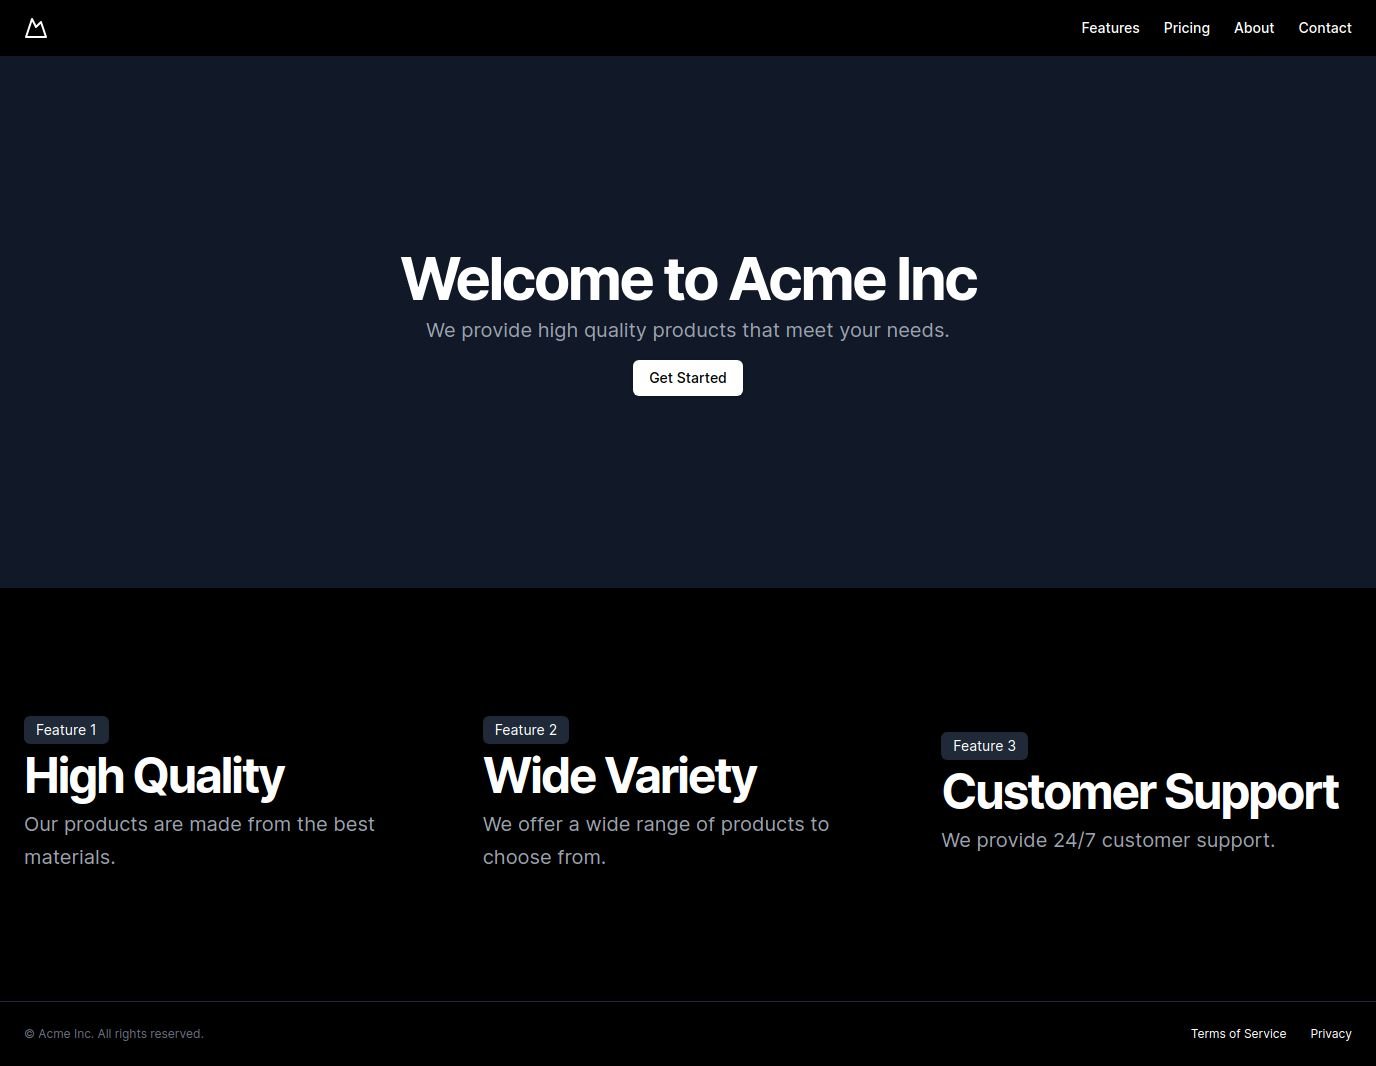 Features Pricing About Contact
Welcome to Acme Inc
We provide high quality products that meet your needs.
Get Started
Feature 1
High Quality
Our products are made from the best
materials.
Feature 2
Wide Variety
We offer a wide range of products to
choose from.
Feature 3
Customer Support
We provide 24/7 customer support.
© Acme Inc. All rights reserved.
Terms of Service Privacy